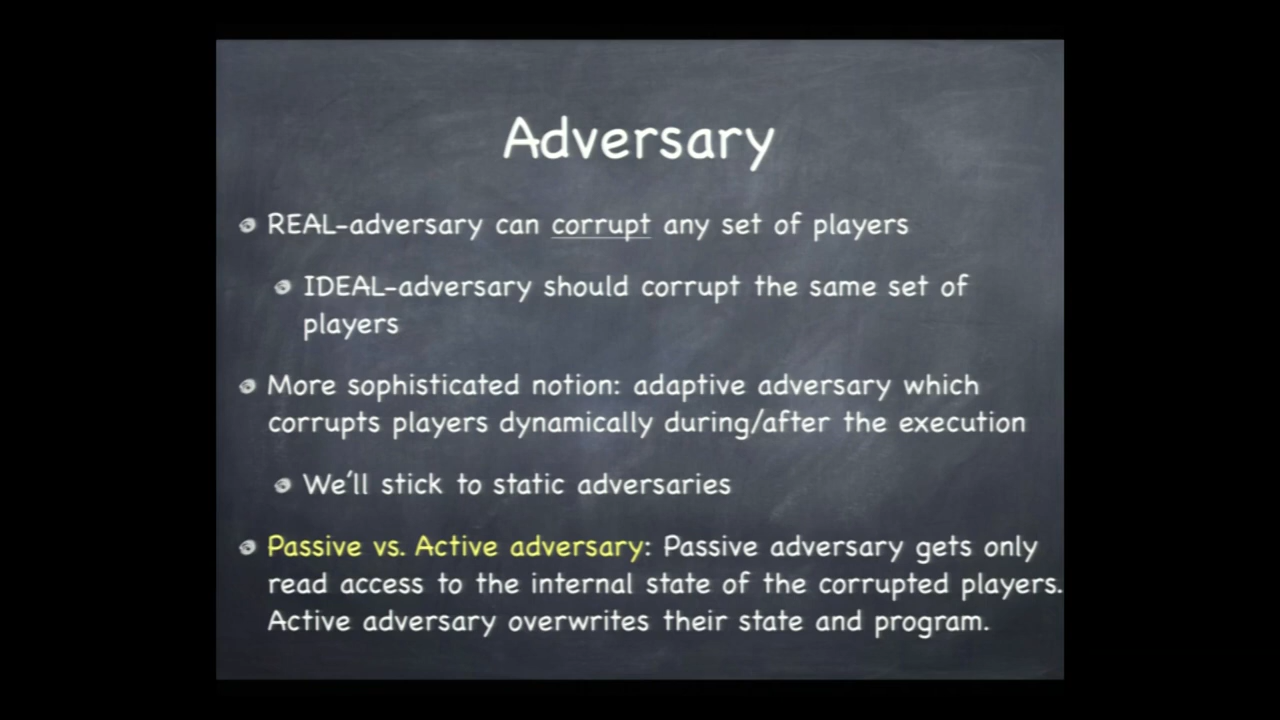 Adversary
REAL-adversary can corrupt any set of players
IDEAL-adversary should corrupt the same set of
players
More sophisticated notion: adaptive adversary which
corrupts players dynamically during/after the execution
We'll stick to static adversaries
Passive vs. Active adversary: Passive adversary gets only
read access to the internal state of the corrupted players.
Active adversary overwrites their state and program.